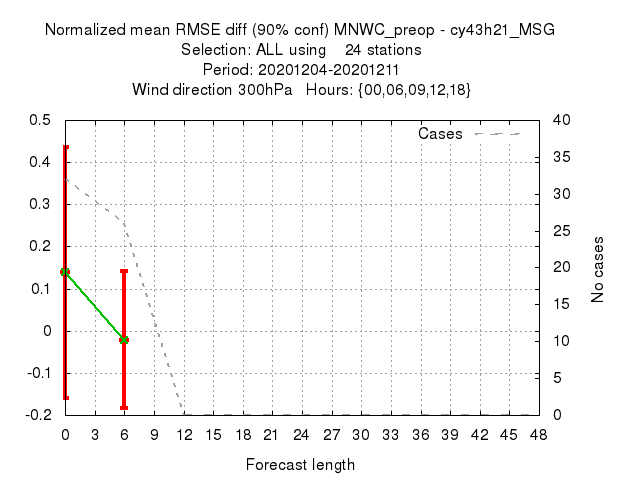 Normalized mean RMSE diff (90% conf) MNWC_preop - cy43h21_MSG
Selection: ALL using 24 stations
Period: 20201204-20201211
Wind direction 300hPa Hours: {00,06,09,12,18}
Cases
0.5
0.4
0.3
0.2
0.1
0
-0.1
-0.2
40
35
30
25
20
15
10
5
0
No cases
0 3 6 9 12 15 18 21 24 27 30 33 36 39 42 45 48
Forecast length